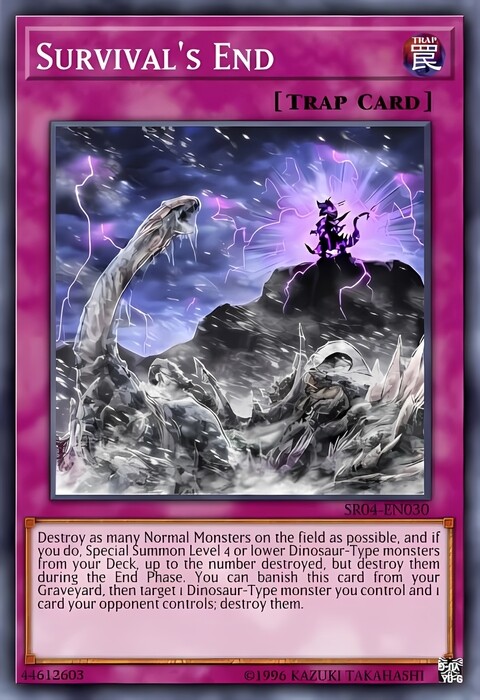 SURVIVAL'S END
TRAP
罠
[TRAP CARD]
SR04-EN030
Destroy as many Normal Monsters on the field as possible, and if
you do, Special Summon Level 4 or lower Dinosaur-Type monsters
from your Deck, up to the number destroyed, but destroy them
during the End Phase. You can banish this card from your
Graveyard, then target 1 Dinosaur-Type monster you control and 1
card your opponent controls; destroy them.
44612603
©1996 KAZUKI TAKAHASHI